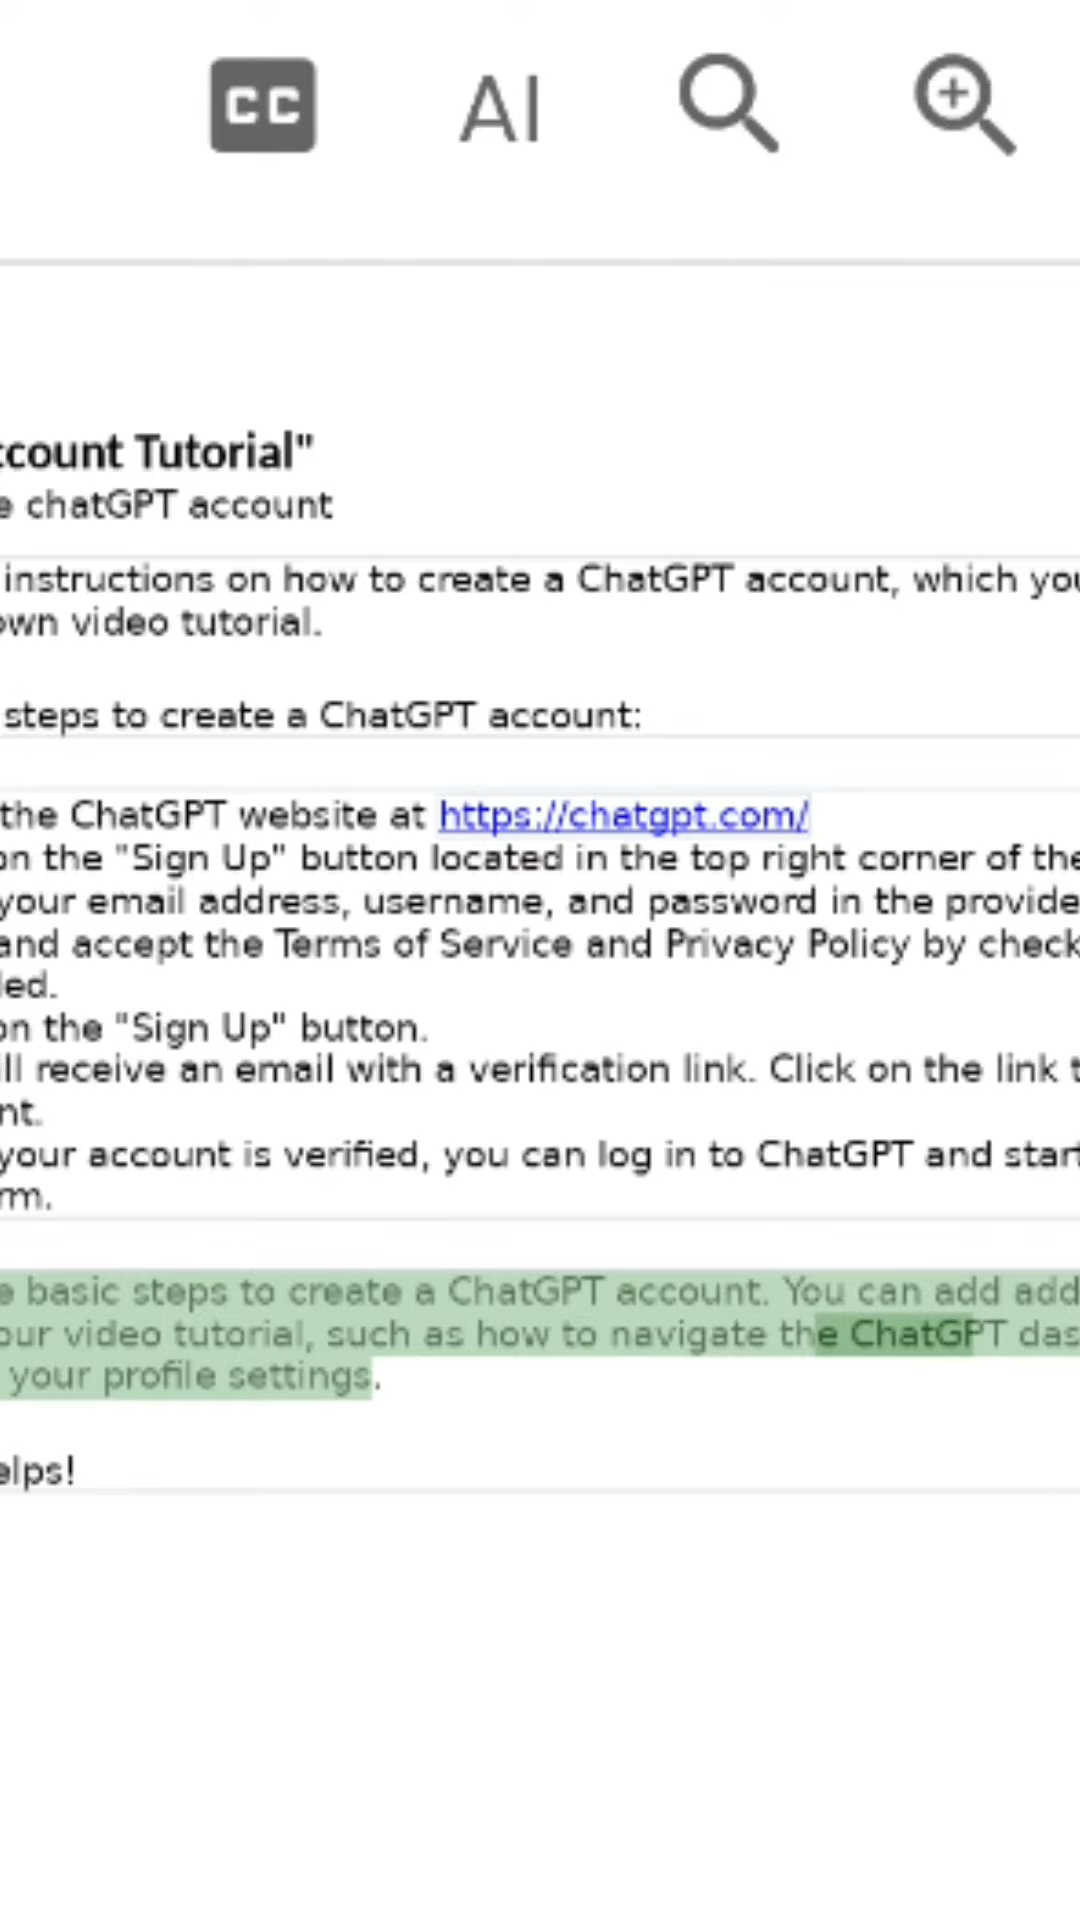 CC AI
ccount Tutorial"
e chatGPT account
instructions on how to create a ChatGPT account, which you
own video tutorial.
steps to create a ChatGPT account:
the ChatGPT website at https://chatgpt.com/
on the "Sign Up" button located in the top right corner of the
your email address, username, and password in the provide
and accept the Terms of Service and Privacy Policy by check
led.
on the "Sign Up" button.
ill receive an email with a verification link. Click on the link t
nt.
your account is verified, you can log in to ChatGPT and start
rm.
e basic steps to create a ChatGPT account. You can add add
our video tutorial, such as how to navigate the ChatGPT das
your profile settings.
elps!